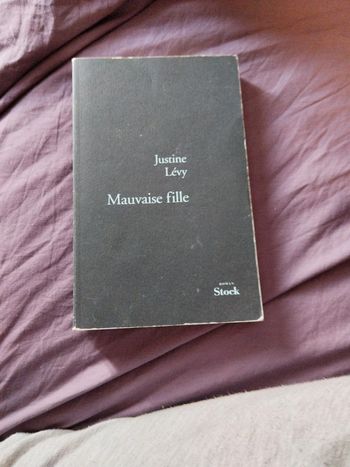 Justine
Lévy
Mauvaise fille
ROMAN
Stock